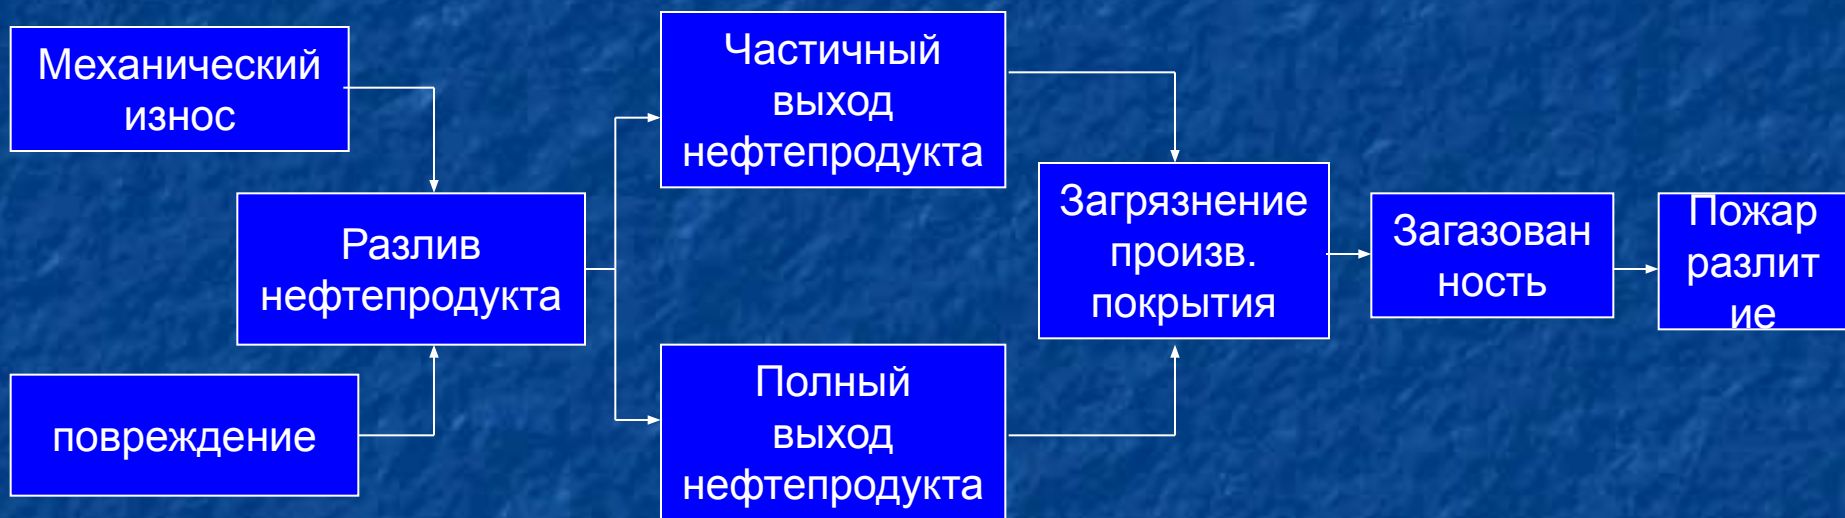 Механический
износ
повреждение
Разлив
нефтепродукта
Частичный
выход
нефтепродукта
Полный
выход
нефтепродукта
Загрязнение
произв.
покрытия
Загазован
ность
Пожар
разлит
ие